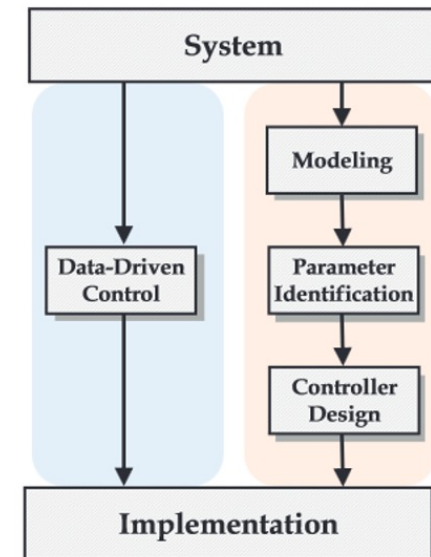 System
Modeling
Data-Driven
Control
Parameter
Identification
Controller
Design
Implementation